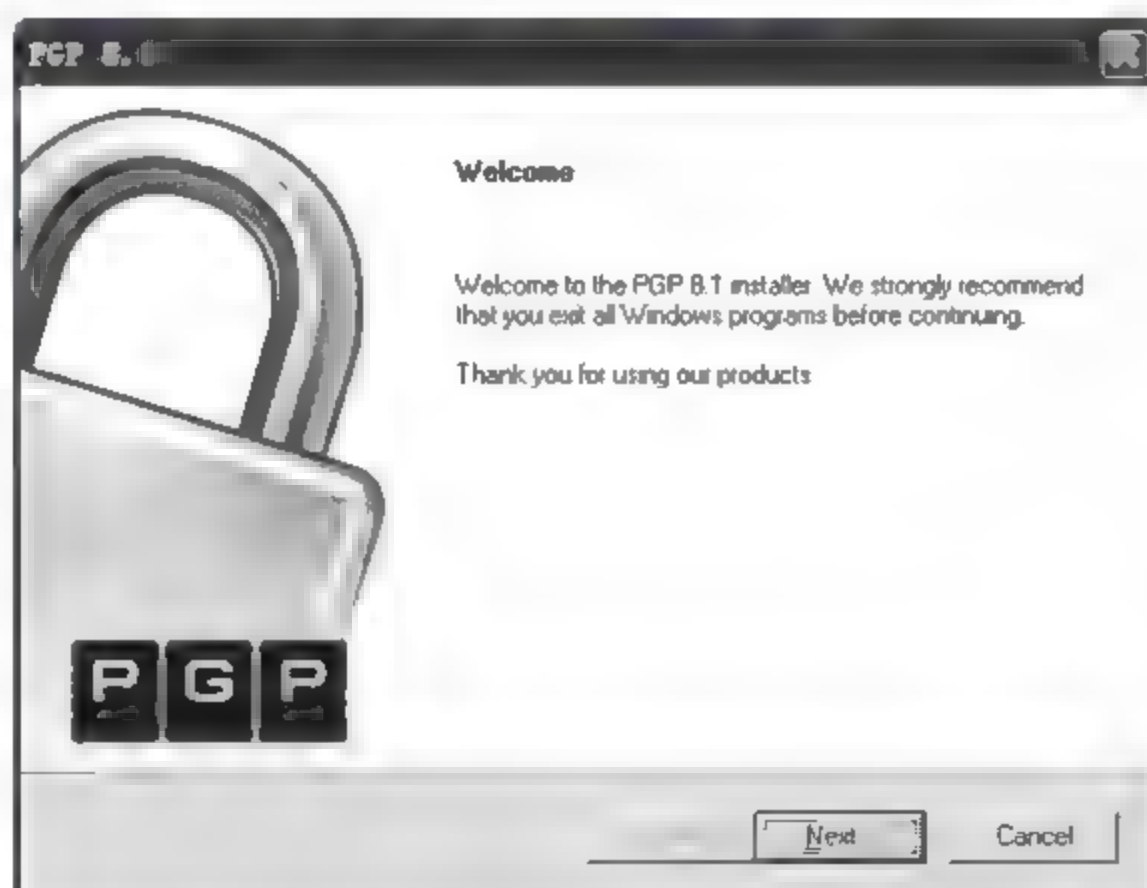 PGP 8.
Welcome
Welcome to the PGP 8.1 installer. We strongly recommend
that you exit all Windows programs before continuing.
Thank you for using our products
P G P
Next
Cancel